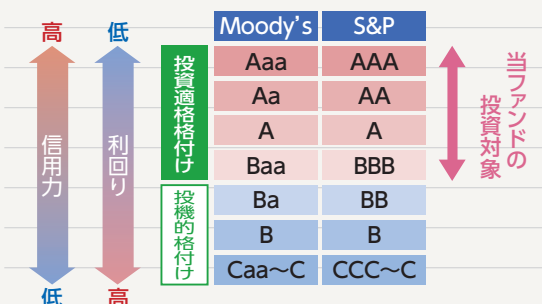 高
低
Moody's
S&P
Aaa
AAA
Aa
AA
A
A
Baa
BBB
Ba
BB
B
B
Caa～C
CCC～C
信用力
利回り
投資適格格付け
投機的格付け
当ファンドの
投資対象
低
高